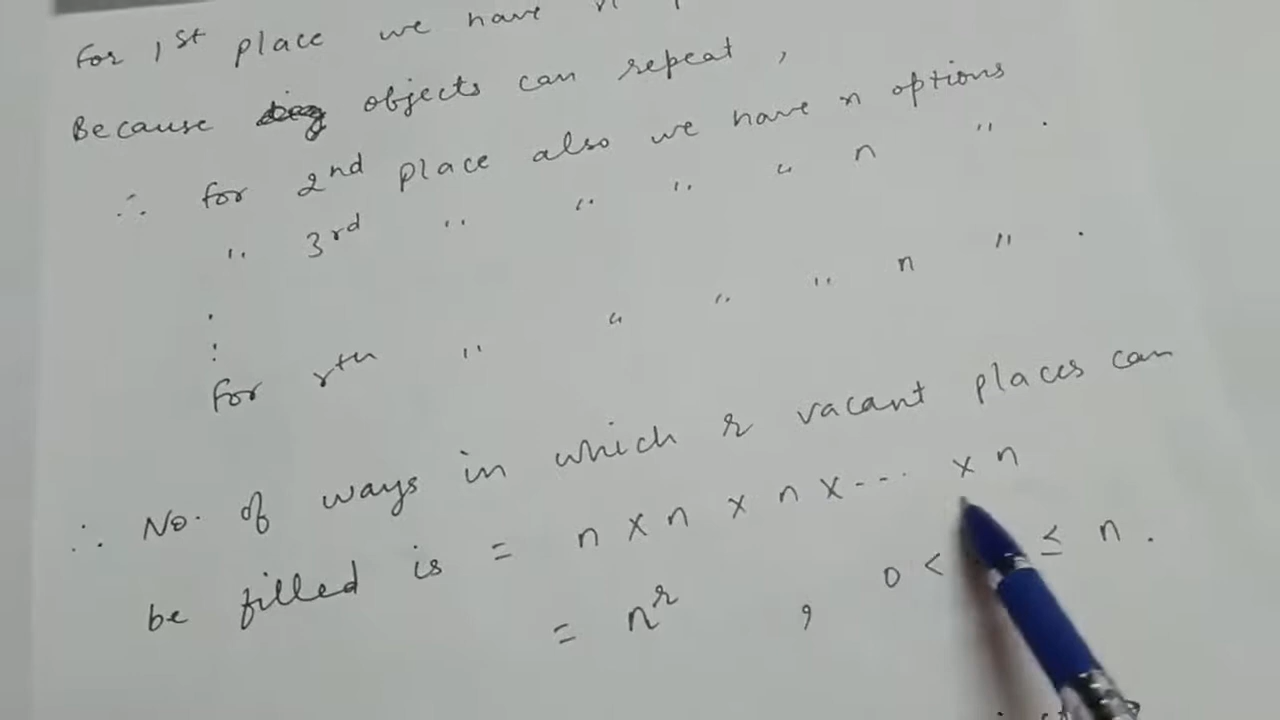 For 1st place we have n
Because objects can repeat ,
∴ for 2nd place also we have n options
" 3rd " " " " n " .
:
For rth " " " " n " .
∴ No. of ways in which r vacant places can
be filled is = n x n x n x --- x n
= n^r , 0 < ≤ n .